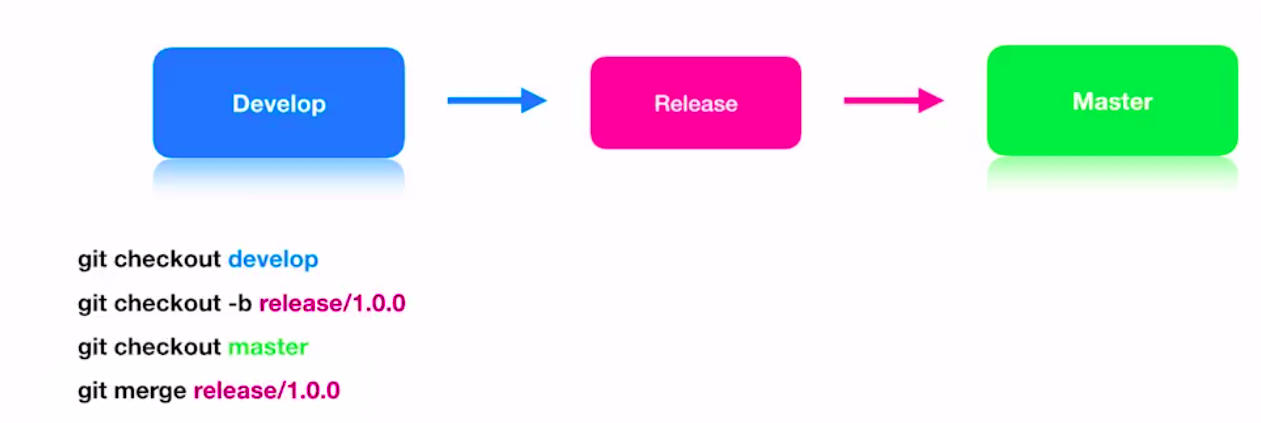 Develop
Release
Master
git checkout develop
git checkout -b release/1.0.0
git checkout master
git merge release/1.0.0